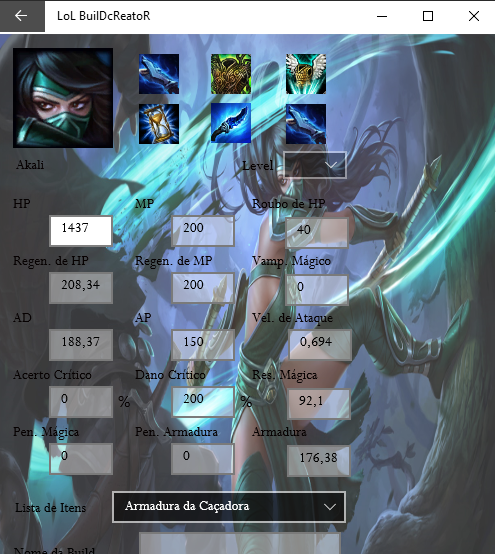 LoL BuilDcReatoR
Akali
Level
HP MP Roubo de HP
1437 200 40
Regen. de HP Regen. de MP Vamp. Mágico
208,34 200 0
AD AP Vel. de Ataque
188,37 150 0,694
Acerto Crítico Dano Crítico Res. Mágica
0 % 200 % 92,1
Pen. Mágica Pen. Armadura Armadura
0 0 176,38
Lista de Itens Armadura da Caçadora
Nome da Build